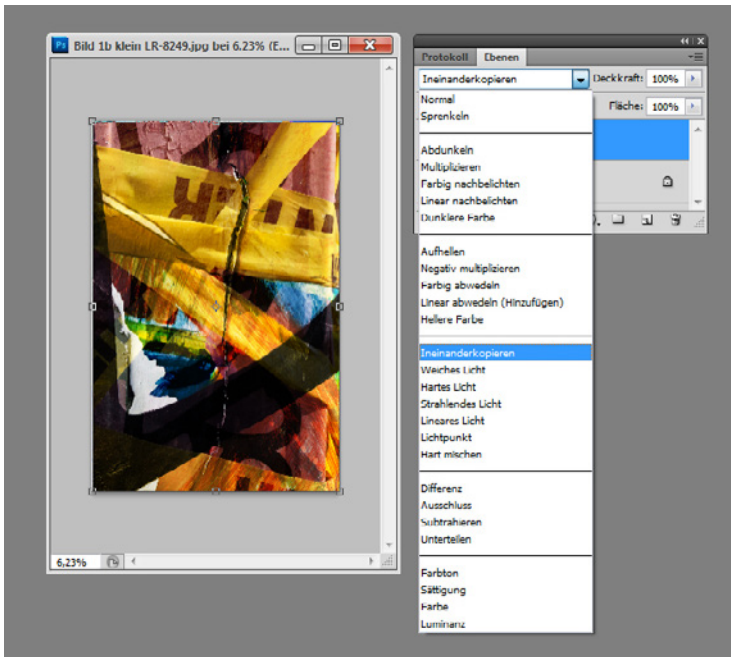 Ps Bild 1b klein LR-8249.jpg bei 6.23% (E...
Protokoll Ebenen
Ineinanderkopieren Deckkraft: 100%
Fläche: 100%
Normal
Sprenkeln
Abdunkeln
Multiplizieren
Farbig nachbelichten
Linear nachbelichten
Dunklere Farbe
Aufhellen
Negativ multiplizieren
Farbig abwedeln
Linear abwedeln (Hinzufügen)
Hellere Farbe
Ineinanderkopieren
Weiches Licht
Hartes Licht
Strahlendes Licht
Lineares Licht
Lichtpunkt
Hart mischen
Differenz
Ausschluss
Subtrahieren
Unterteilen
Farbton
Sättigung
Farbe
Luminanz
6,23%